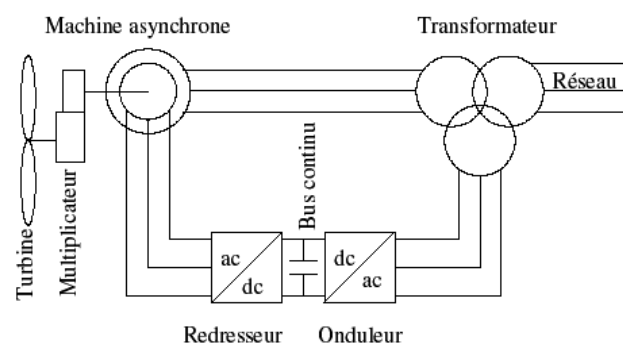 Machine asynchrone
Transformateur
Réseau
Turbine
Multiplicateur
Bus continu
ac
dc
dc
ac
Redresseur
Onduleur